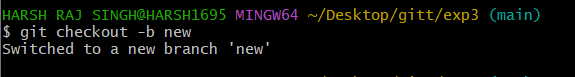 HARSH RAJ SINGH@HARSH1695 MINGW64 ~/Desktop/gitt/exp3 (main)
$ git checkout -b new
Switched to a new branch 'new'